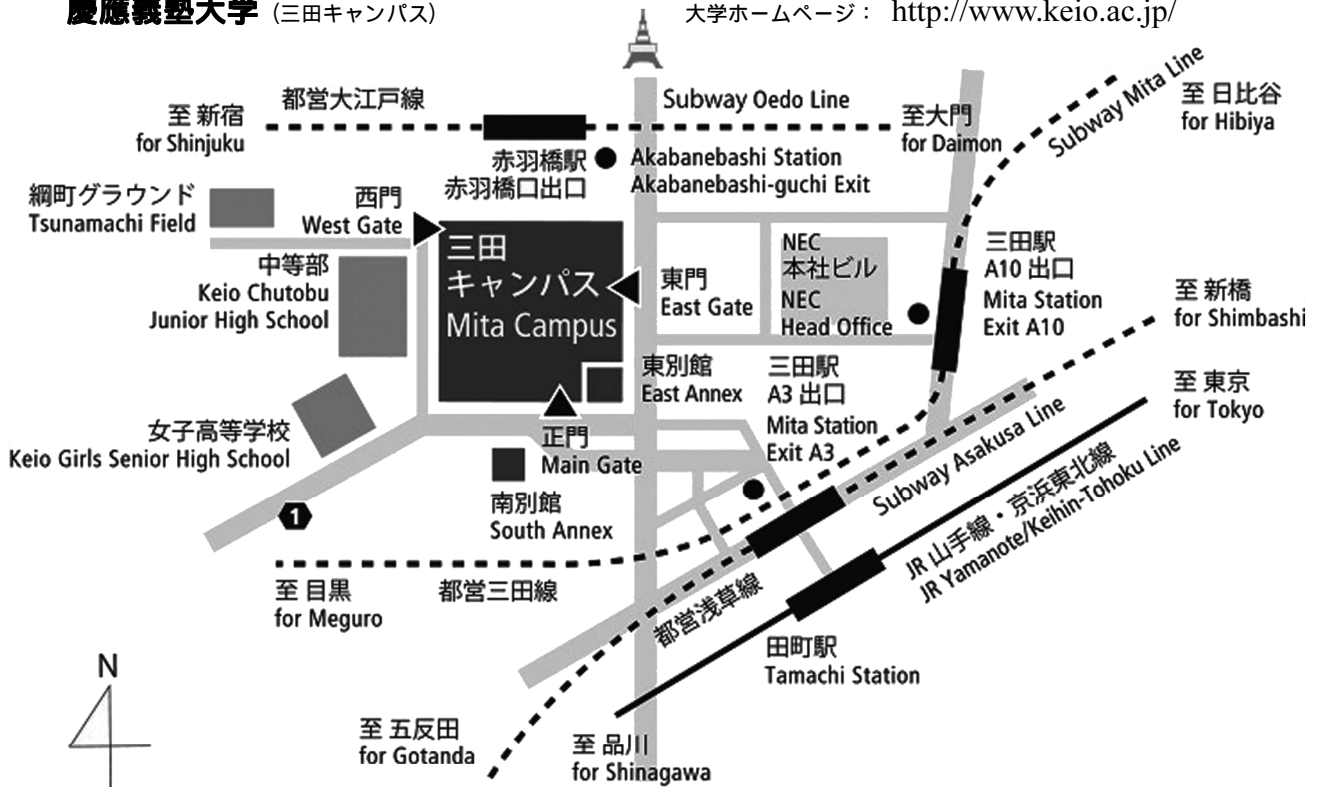 慶應義塾大学 (三田キャンパス)
大学ホームページ： http://www.keio.ac.jp/
都営大江戸線
Subway Oedo Line
至 新宿
for Shinjuku
至大門
for Daimon
Subway Mita Line
至 日比谷
for Hibiya
赤羽橋駅
赤羽橋口出口
Akabanebashi Station
Akabanebashi-guchi Exit
綱町グラウンド
Tsunamachi Field
西門
West Gate
中等部
Keio Chutobu
Junior High School
三田
キャンパス
Mita Campus
東門
East Gate
NEC
本社ビル
NEC
Head Office
三田駅
A10 出口
Mita Station
Exit A10
至 新橋
for Shimbashi
東別館
East Annex
三田駅
A3 出口
Mita Station
Exit A3
至 東京
for Tokyo
女子高等学校
Keio Girls Senior High School
正門
Main Gate
南別館
South Annex
1
Subway Asakusa Line
JR 山手線・京浜東北線
JR Yamanote/Keihin-Tohoku Line
至 目黒
for Meguro
都営三田線
都営浅草線
田町駅
Tamachi Station
N
至 五反田
for Gotanda
至 品川
for Shinagawa